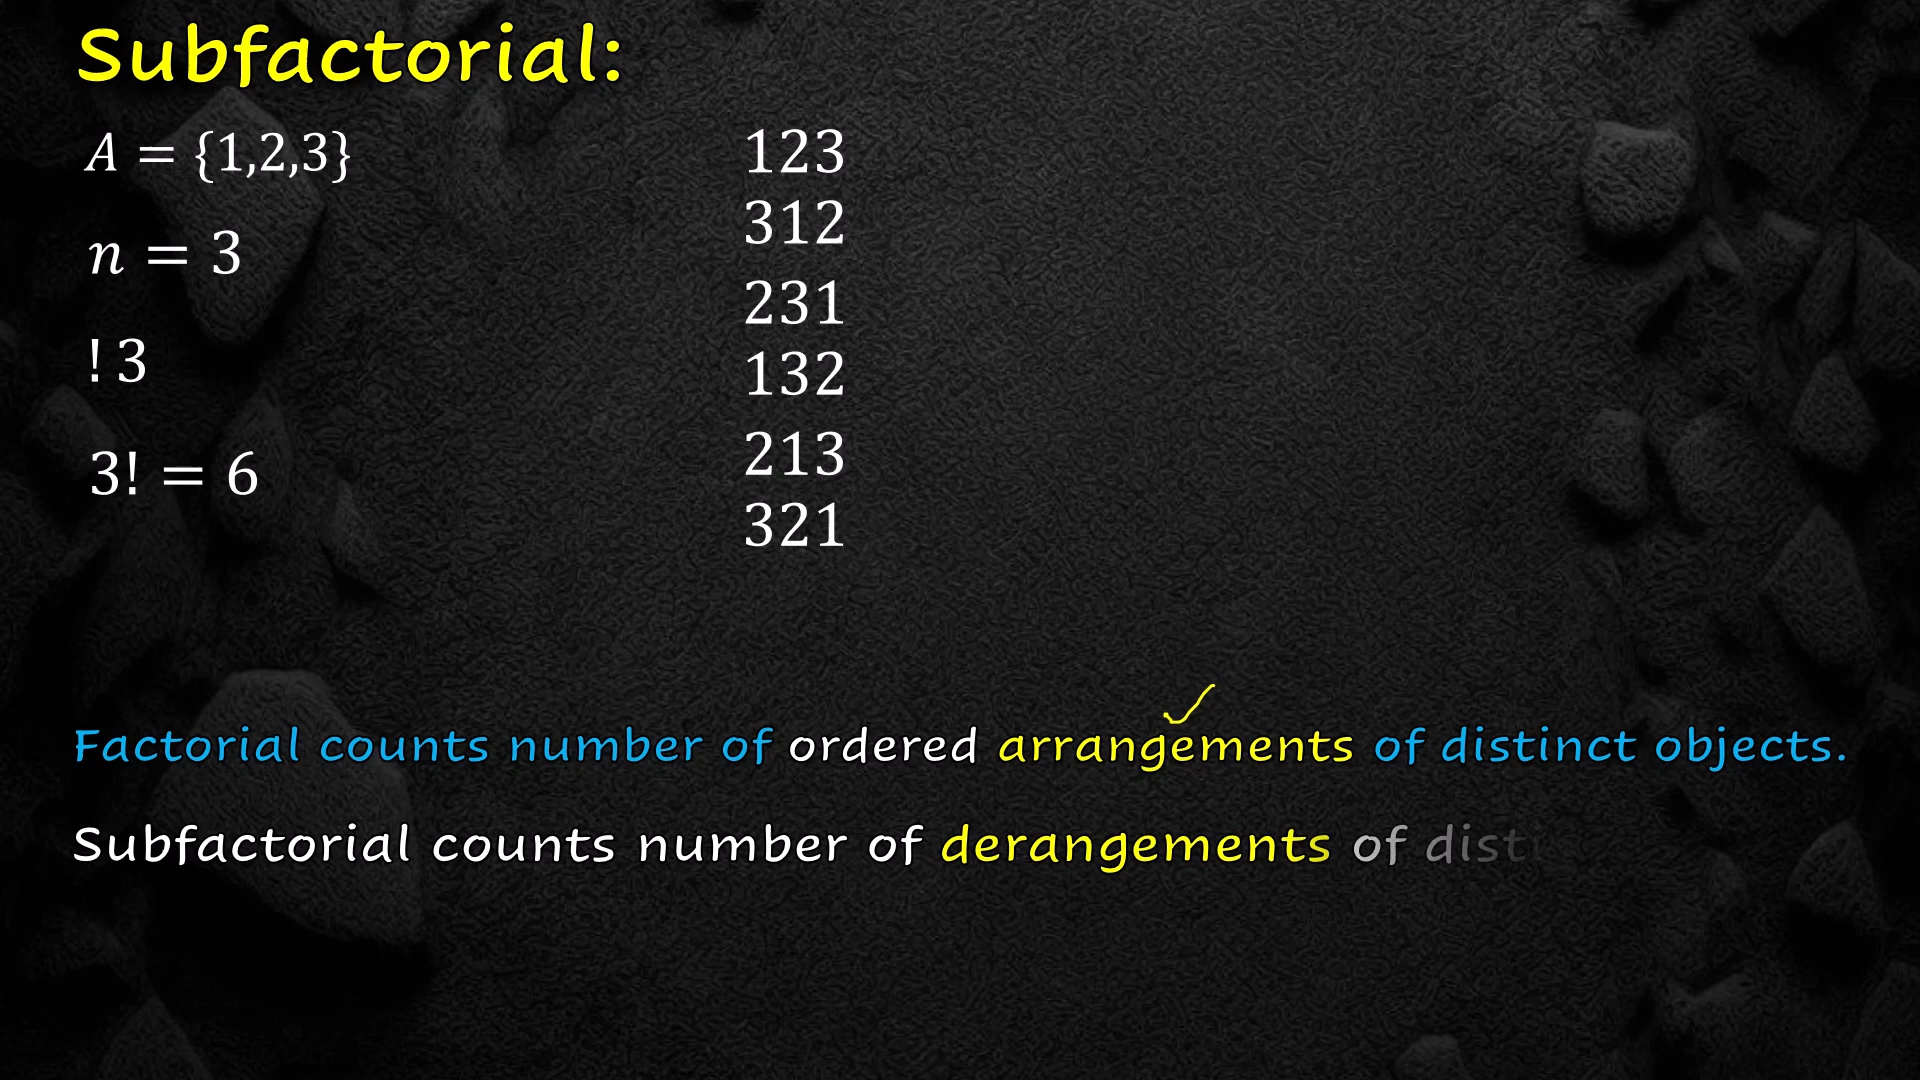 Subfactorial:
A = {1,2,3}
n = 3
! 3
3! = 6
123
312
231
132
213
321
Factorial counts number of ordered arrangements of distinct objects.
Subfactorial counts number of derangements of dist